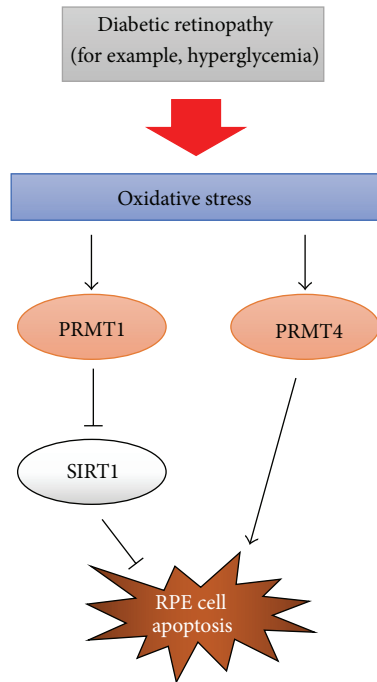 Diabetic retinopathy
(for example, hyperglycemia)
Oxidative stress
PRMT1
PRMT4
SIRT1
RPE cell
apoptosis